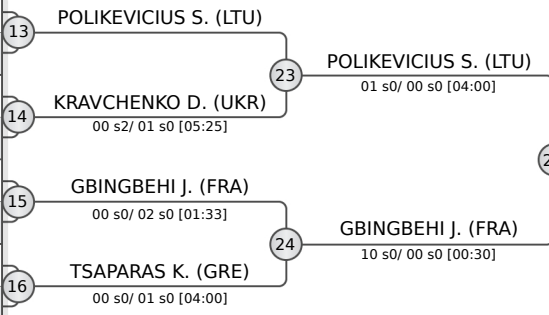 POLIKEVICIUS S. (LTU)
13
23
POLIKEVICIUS S. (LTU)
01 s0/ 00 s0 [04:00]
KRAVCHENKO D. (UKR)
14
00 s2/ 01 s0 [05:25]
GBINGBEHI J. (FRA)
15
00 s0/ 02 s0 [01:33]
24
GBINGBEHI J. (FRA)
10 s0/ 00 s0 [00:30]
TSAPARAS K. (GRE)
16
00 s0/ 01 s0 [04:00]